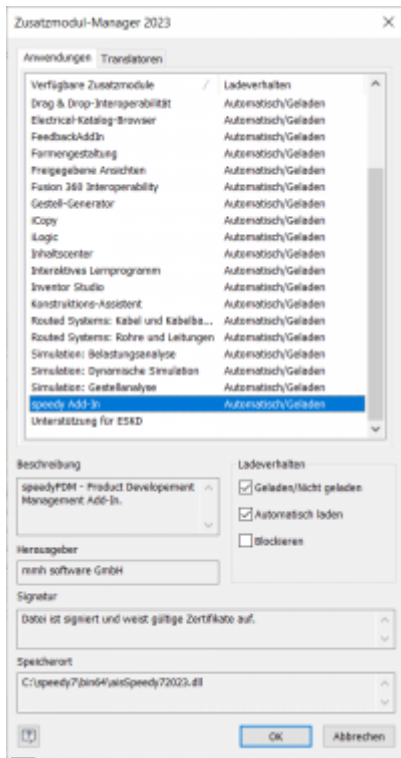 Zusatzmodul-Manager 2023
Anwendungen Translatoren
Verfügbare Zusatzmodule / Ladeverhalten
Drag & Drop-Interoperabilität Automatisch/Geladen
Electrical-Katalog-Browser Automatisch/Geladen
FeedbackAddIn Automatisch/Geladen
Formengestaltung Automatisch/Geladen
Freigegebene Ansichten Automatisch/Geladen
Fusion 360 Interoperability Automatisch/Geladen
Gestell-Generator Automatisch/Geladen
iCopy Automatisch/Geladen
iLogic Automatisch/Geladen
Inhaltscenter Automatisch/Geladen
Interaktives Lernprogramm Automatisch/Geladen
Inventor Studio Automatisch/Geladen
Konstruktions-Assistent Automatisch/Geladen
Routed Systems: Kabel und Kabelba... Automatisch/Geladen
Routed Systems: Rohre und Leitungen Automatisch/Geladen
Simulation: Belastungsanalyse Automatisch/Geladen
Simulation: Dynamische Simulation Automatisch/Geladen
Simulation: Gestellanalyse Automatisch/Geladen
speedy Add-In Automatisch/Geladen
Unterstützung für ESKD
Beschreibung
speedyPDM - Product Developement
Management Add-In.
Ladeverhalten
Geladen/Nicht geladen
Automatisch laden
Blockieren
Herausgeber
mmh software GmbH
Signatur
Datei ist signiert und weist gültige Zertifikate auf.
Speicherort
C:\speedy7\bin64\aisSpeedy72023.dll
OK Abbrechen